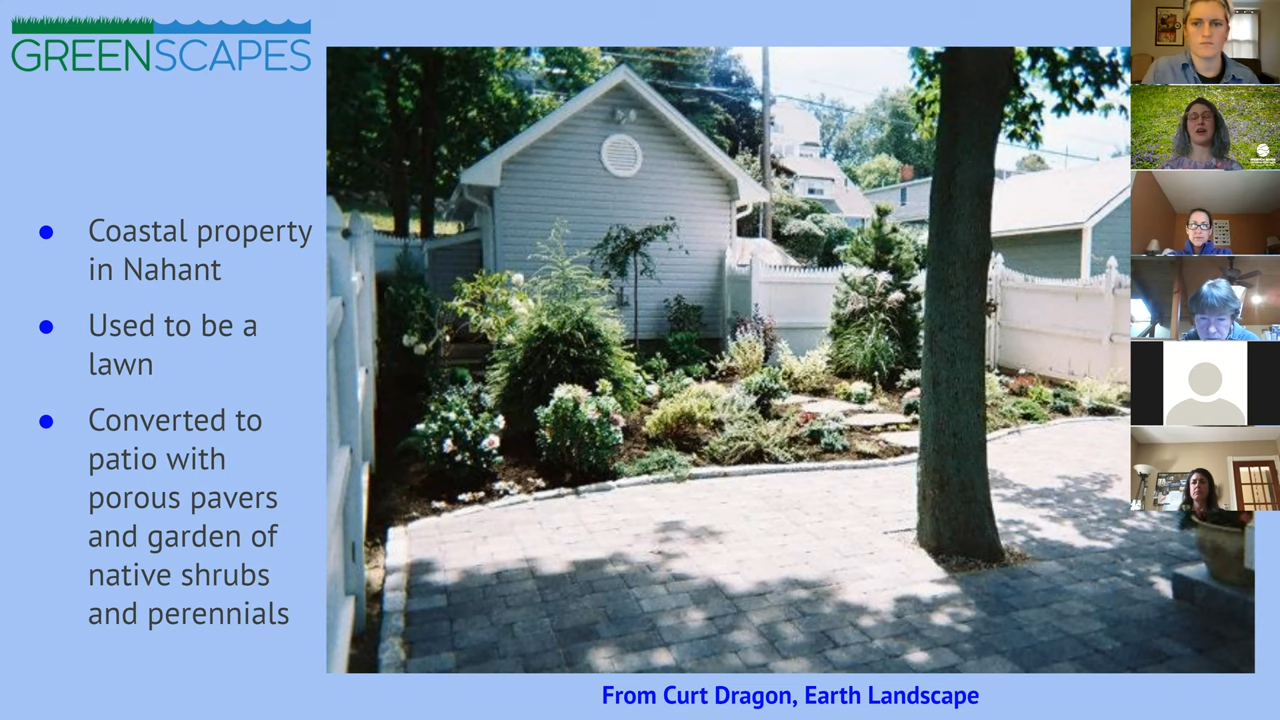 GREENSCAPES
Coastal property
in Nahant
Used to be a
lawn
Converted to
patio with
porous pavers
and garden of
native shrubs
and perennials
From Curt Dragon, Earth Landscape